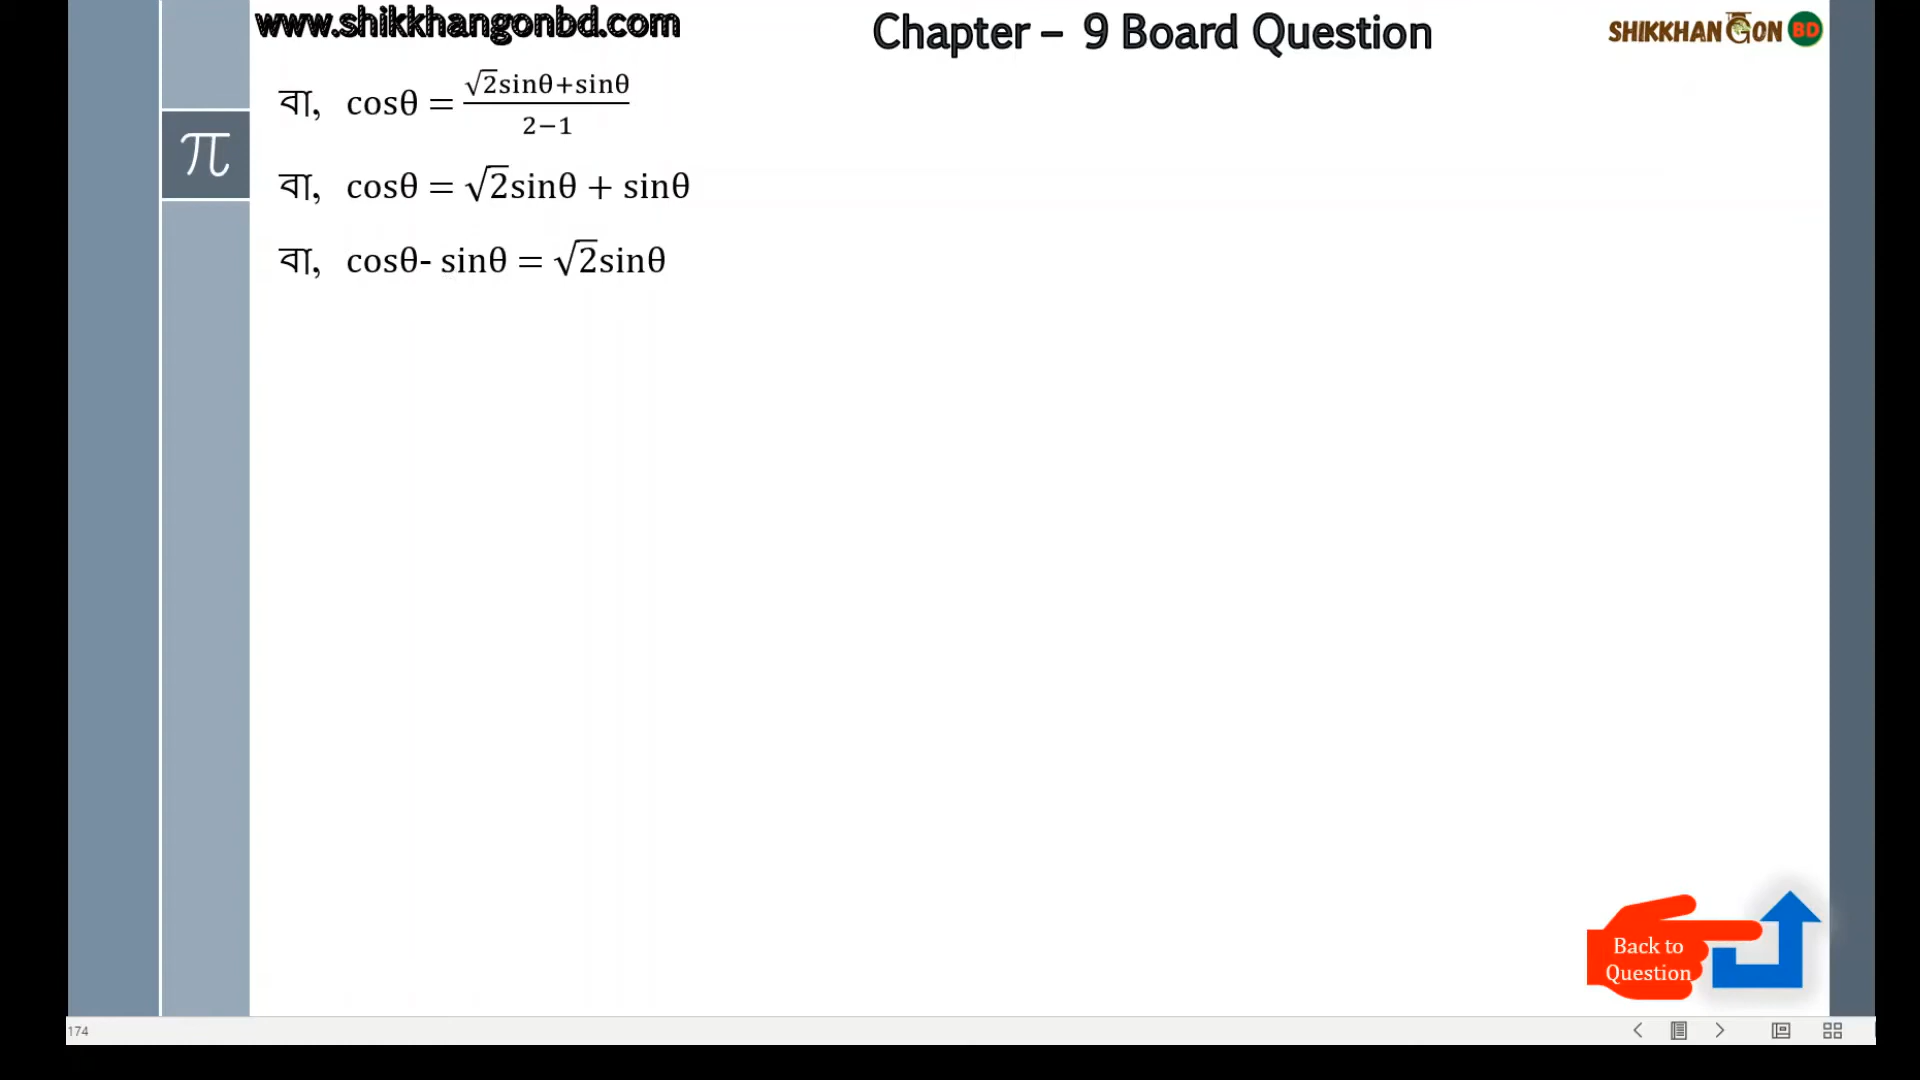 www.shikkhangonbd.com
Chapter – 9 Board Question
SHIKKHANGON BD
π
বা, cosθ = (√2sinθ+sinθ)/(2−1)
বা, cosθ = √2sinθ + sinθ
বা, cosθ- sinθ = √2sinθ
Back to
Question
174